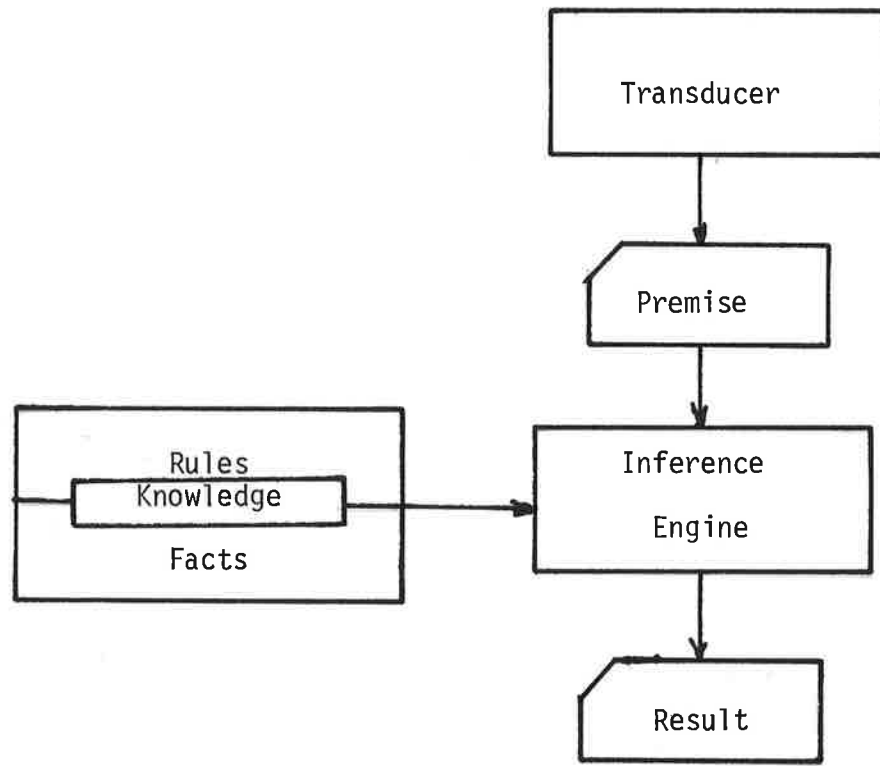 Transducer
Premise
Rules
Knowledge
Facts
Inference
Engine
Result